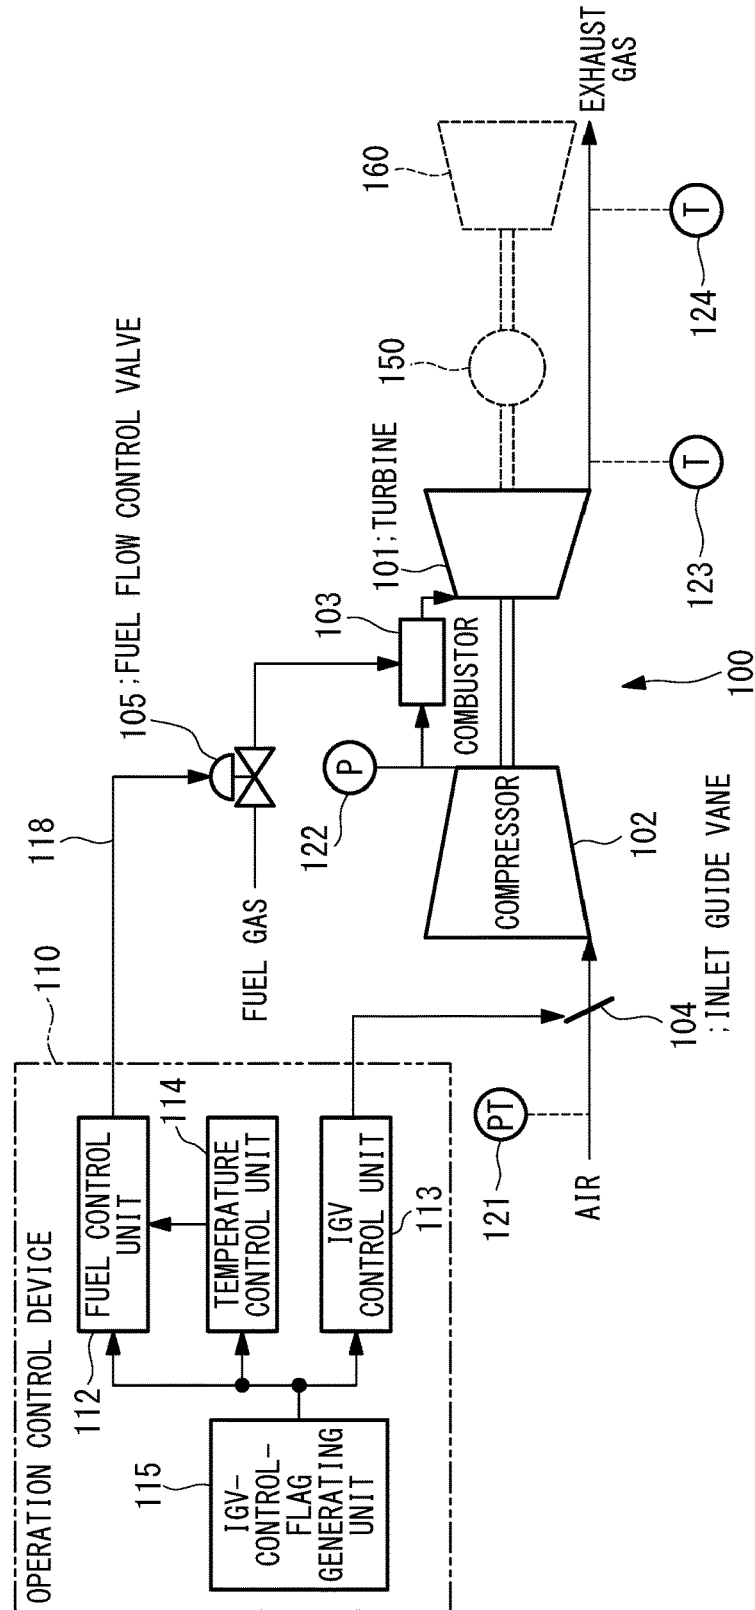 OPERATION CONTROL DEVICE
110
115
IGV-
CONTROL-
FLAG
GENERATING
UNIT
112
FUEL CONTROL
UNIT
114
TEMPERATURE
CONTROL UNIT
IGV
CONTROL UNIT
113
118
105
;FUEL FLOW CONTROL VALVE
FUEL GAS
P
122
103
COMBUSTOR
101;TURBINE
150
160
COMPRESSOR
102
PT
121
AIR
104
;INLET GUIDE VANE
100
T
123
T
124
EXHAUST
GAS